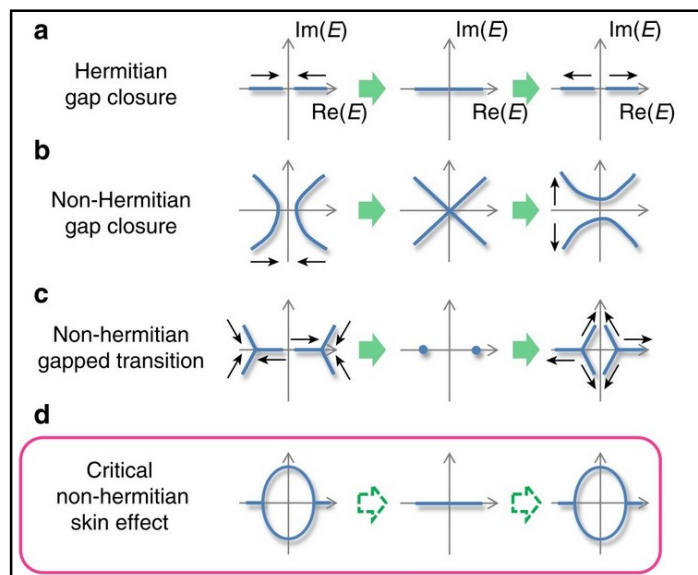 a
Im(E) Im(E) Im(E)
Hermitian
gap closure
Re(E) Re(E) Re(E)
b
Non-Hermitian
gap closure
c
Non-hermitian
gapped transition
d
Critical
non-hermitian
skin effect